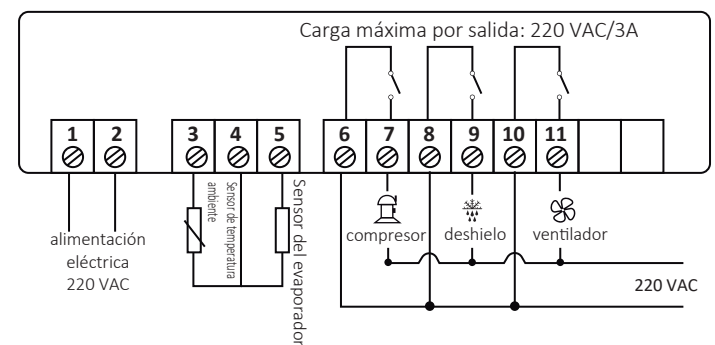 Carga máxima por salida: 220 VAC/3A
1 2 3 4 5 6 7 8 9 10 11
alimentación
eléctrica
220 VAC
Sensor de temperatura
ambiente
Sensor del evaporador
compresor
deshielo
ventilador
220 VAC